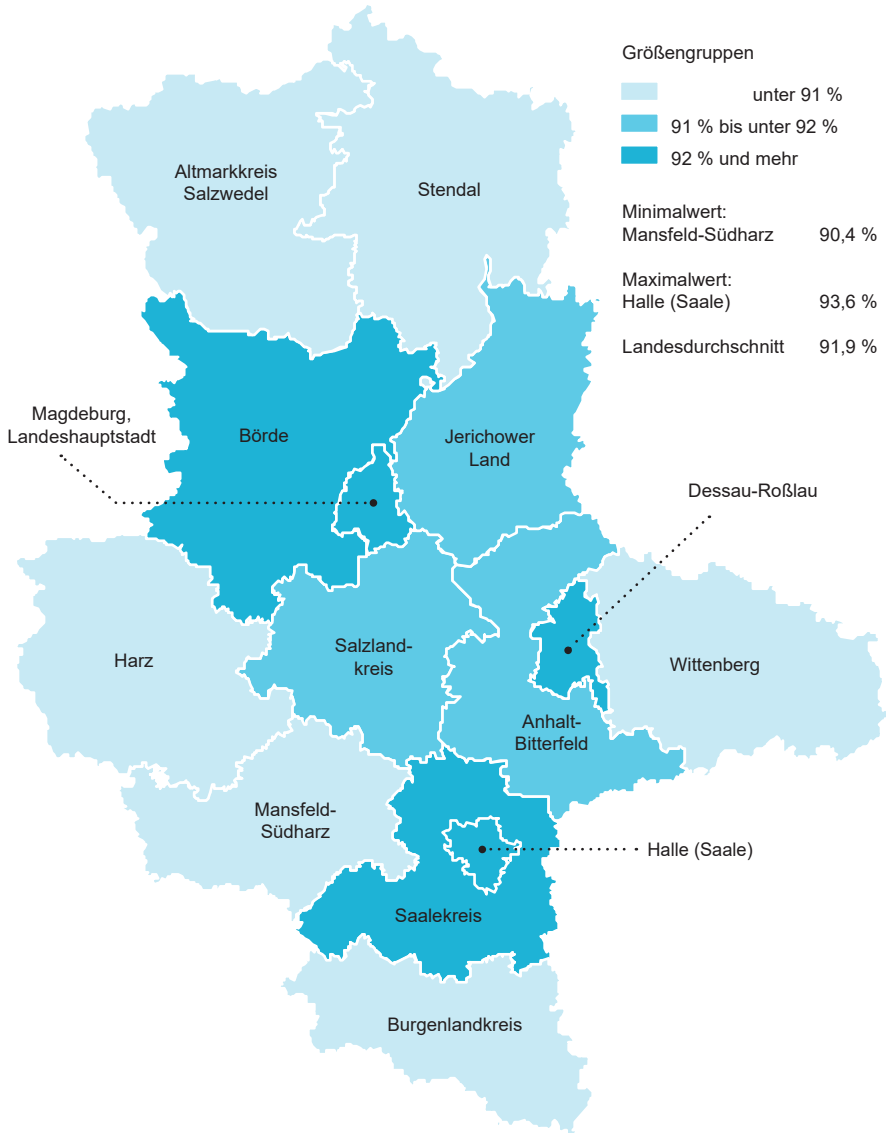 Größengruppen
unter 91 %
91 % bis unter 92 %
92 % und mehr
Minimalwert:
Mansfeld-Südharz 90,4 %
Maximalwert:
Halle (Saale) 93,6 %
Landesdurchschnitt 91,9 %
Altmarkkreis
Salzwedel
Stendal
Magdeburg,
Landeshauptstadt
Börde
Jerichower
Land
Dessau-Roßlau
Harz
Salzland-
kreis
Wittenberg
Anhalt-
Bitterfeld
Mansfeld-
Südharz
Halle (Saale)
Saalekreis
Burgenlandkreis